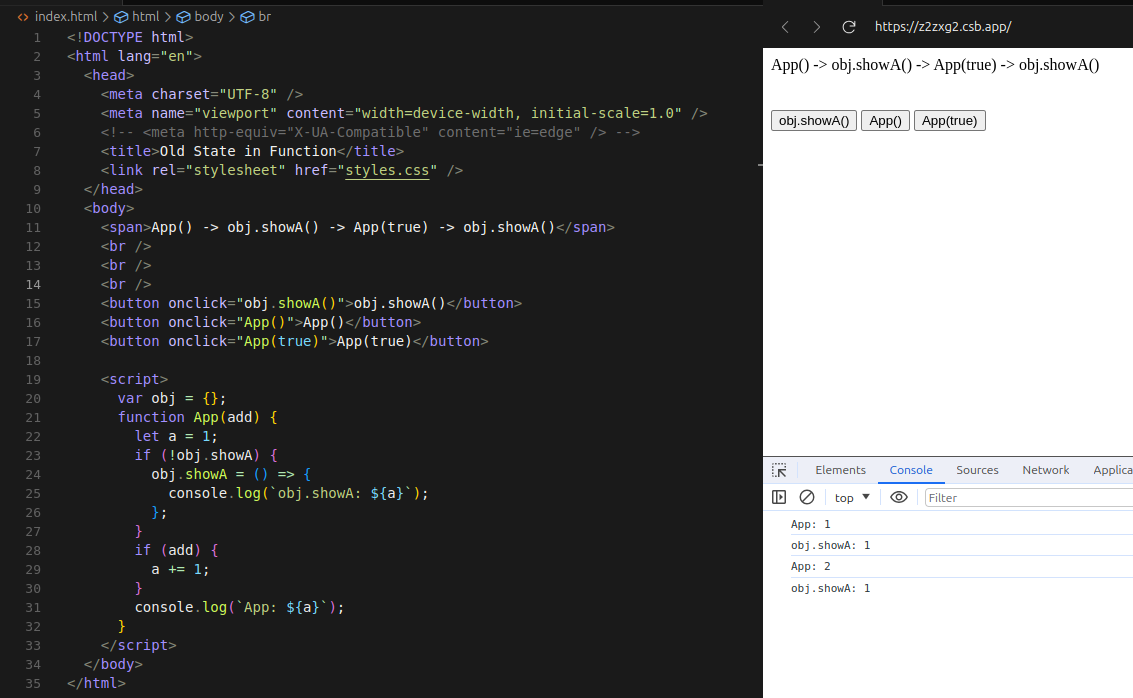 index.html > html > body > br
1 <!DOCTYPE html>
2 <html lang="en">
3 <head>
4 <meta charset="UTF-8" />
5 <meta name="viewport" content="width=device-width, initial-scale=1.0" />
6 <!-- <meta http-equiv="X-UA-Compatible" content="ie=edge" /> -->
7 <title>Old State in Function</title>
8 <link rel="stylesheet" href="styles.css" />
9 </head>
10 <body>
11 <span>App() -> obj.showA() -> App(true) -> obj.showA()</span>
12 <br />
13 <br />
14 <br />
15 <button onclick="obj.showA()">obj.showA()</button>
16 <button onclick="App()">App()</button>
17 <button onclick="App(true)">App(true)</button>
18
19 <script>
20 var obj = {};
21 function App(add) {
22 let a = 1;
23 if (!obj.showA) {
24 obj.showA = () => {
25 console.log(`obj.showA: ${a}`);
26 };
27 }
28 if (add) {
29 a += 1;
30 }
31 console.log(`App: ${a}`);
32 }
33 </script>
34 </body>
35 </html>
https://z2zxg2.csb.app/
App() -> obj.showA() -> App(true) -> obj.showA()
obj.showA() App() App(true)
Elements Console Sources Network Applica
top Filter
App: 1
obj.showA: 1
App: 2
obj.showA: 1